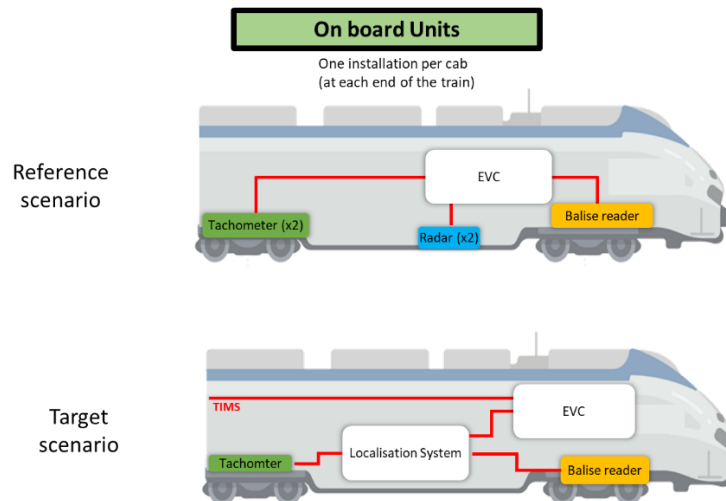 On board Units
One installation per cab
(at each end of the train)
Reference
scenario
EVC
Tachometer (x2)
Radar (x2)
Balise reader
Target
scenario
TIMS
EVC
Localisation System
Tachomter
Balise reader